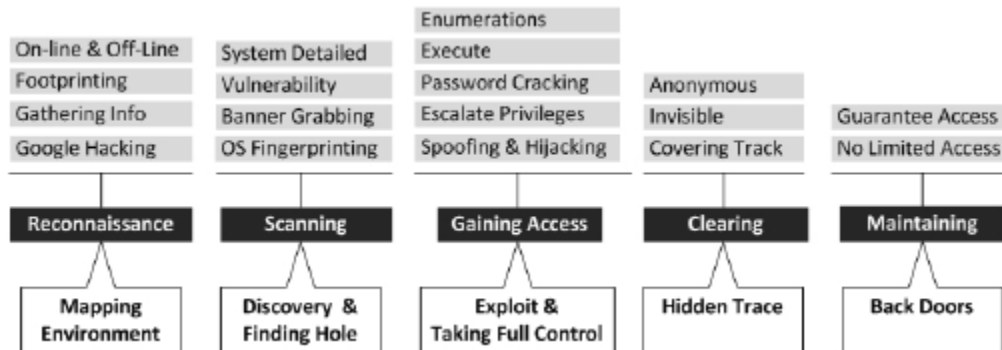 On-line & Off-Line
Footprinting
Gathering Info
Google Hacking
Reconnaissance
Mapping
Environment
System Detailed
Vulnerability
Banner Grabbing
OS Fingerprinting
Scanning
Discovery &
Finding Hole
Enumerations
Execute
Password Cracking
Escalate Privileges
Spoofing & Hijacking
Gaining Access
Exploit &
Taking Full Control
Anonymous
Invisible
Covering Track
Clearing
Hidden Trace
Guarantee Access
No Limited Access
Maintaining
Back Doors